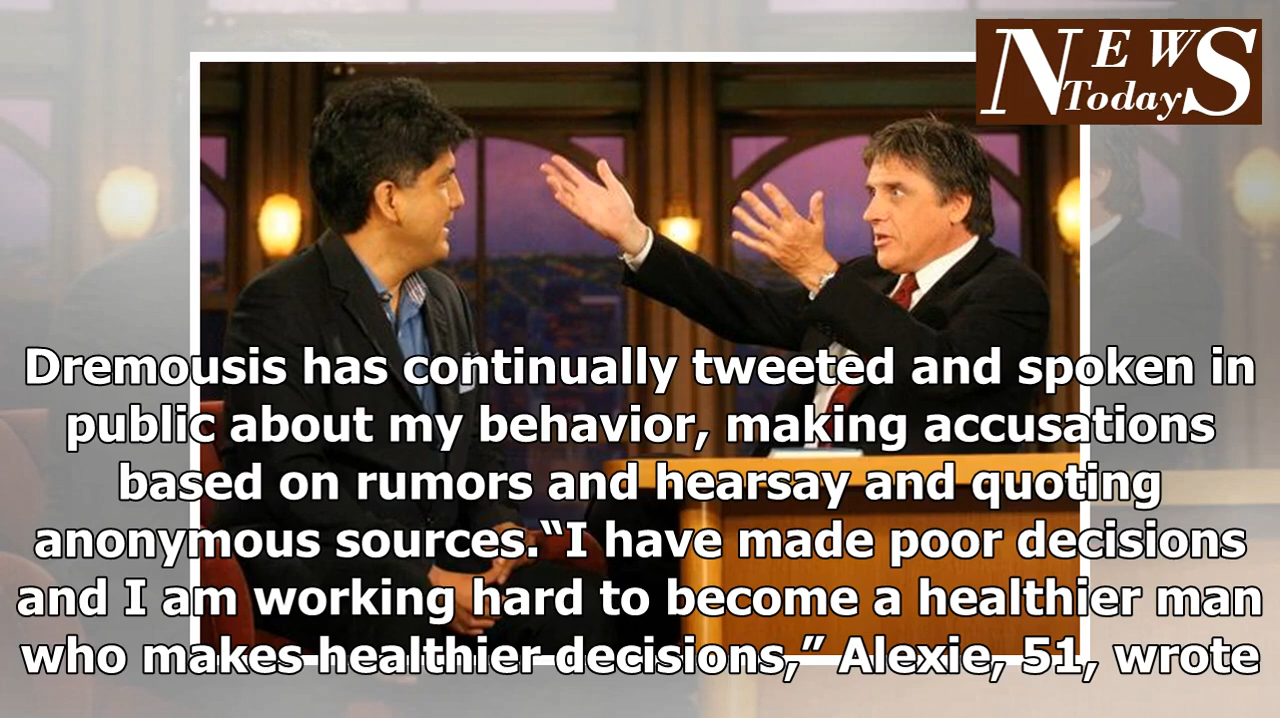 NEWS
Today
Dremousis has continually tweeted and spoken in
public about my behavior, making accusations
based on rumors and hearsay and quoting
anonymous sources.“I have made poor decisions
and I am working hard to become a healthier man
who makes healthier decisions,” Alexie, 51, wrote